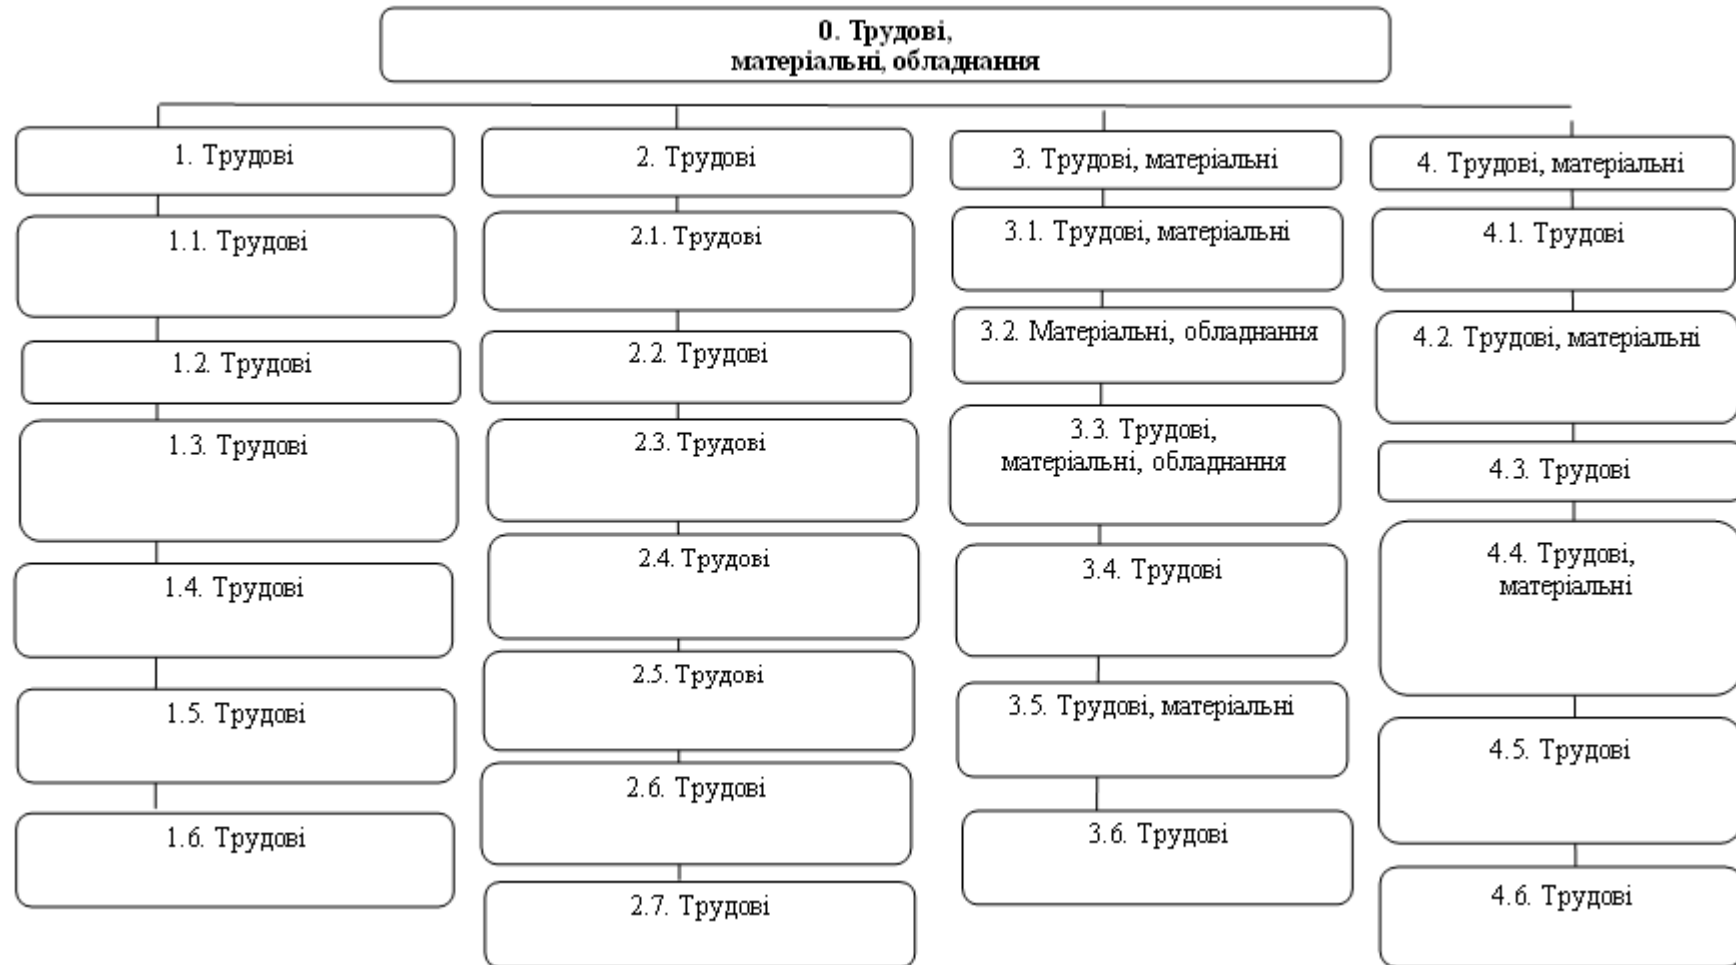 0. Трудові,
матеріальні, обладнання
1. Трудові
1.1. Трудові
1.2. Трудові
1.3. Трудові
1.4. Трудові
1.5. Трудові
1.6. Трудові
2. Трудові
2.1. Трудові
2.2. Трудові
2.3. Трудові
2.4. Трудові
2.5. Трудові
2.6. Трудові
2.7. Трудові
3. Трудові, матеріальні
3.1. Трудові, матеріальні
3.2. Матеріальні, обладнання
3.3. Трудові,
матеріальні, обладнання
3.4. Трудові
3.5. Трудові, матеріальні
3.6. Трудові
4. Трудові, матеріальні
4.1. Трудові
4.2. Трудові, матеріальні
4.3. Трудові
4.4. Трудові,
матеріальні
4.5. Трудові
4.6. Трудові